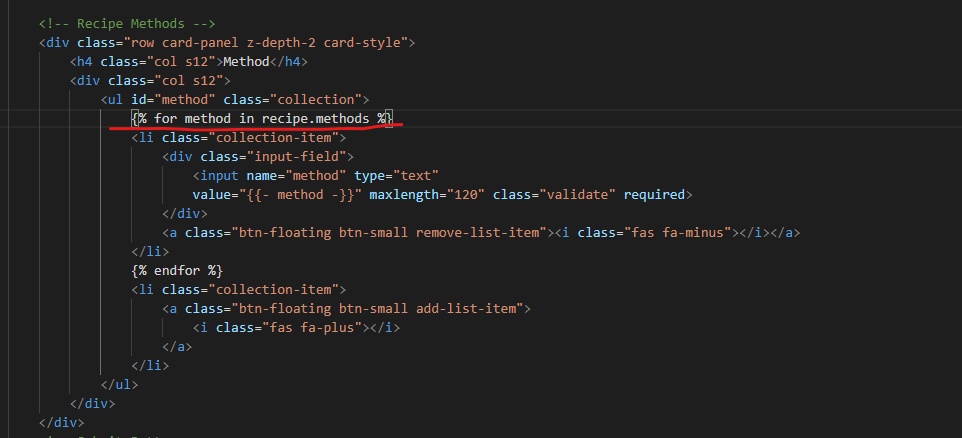 <!-- Recipe Methods -->
<div class="row card-panel z-depth-2 card-style">
<h4 class="col s12">Method</h4>
<div class="col s12">
<ul id="method" class="collection">
{% for method in recipe.methods %}
<li class="collection-item">
<div class="input-field">
<input name="method" type="text"
value="{{- method -}}" maxlength="120" class="validate" required>
</div>
<a class="btn-floating btn-small remove-list-item"><i class="fas fa-minus"></i></a>
</li>
{% endfor %}
<li class="collection-item">
<a class="btn-floating btn-small add-list-item">
<i class="fas fa-plus"></i>
</a>
</li>
</ul>
</div>
</div>